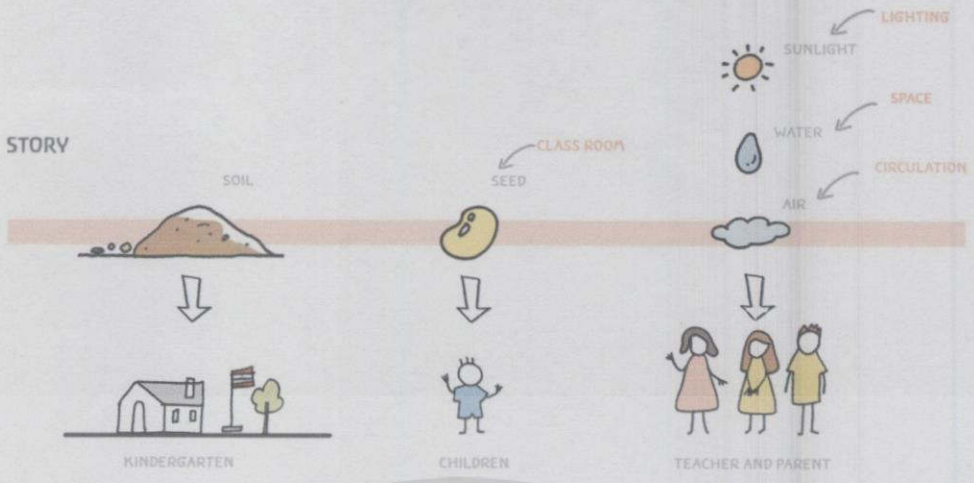 LIGHTING
SUNLIGHT
SPACE
WATER
STORY
CLASS ROOM
CIRCULATION
SOIL
SEED
AIR
KINDERGARTEN
CHILDREN
TEACHER AND PARENT